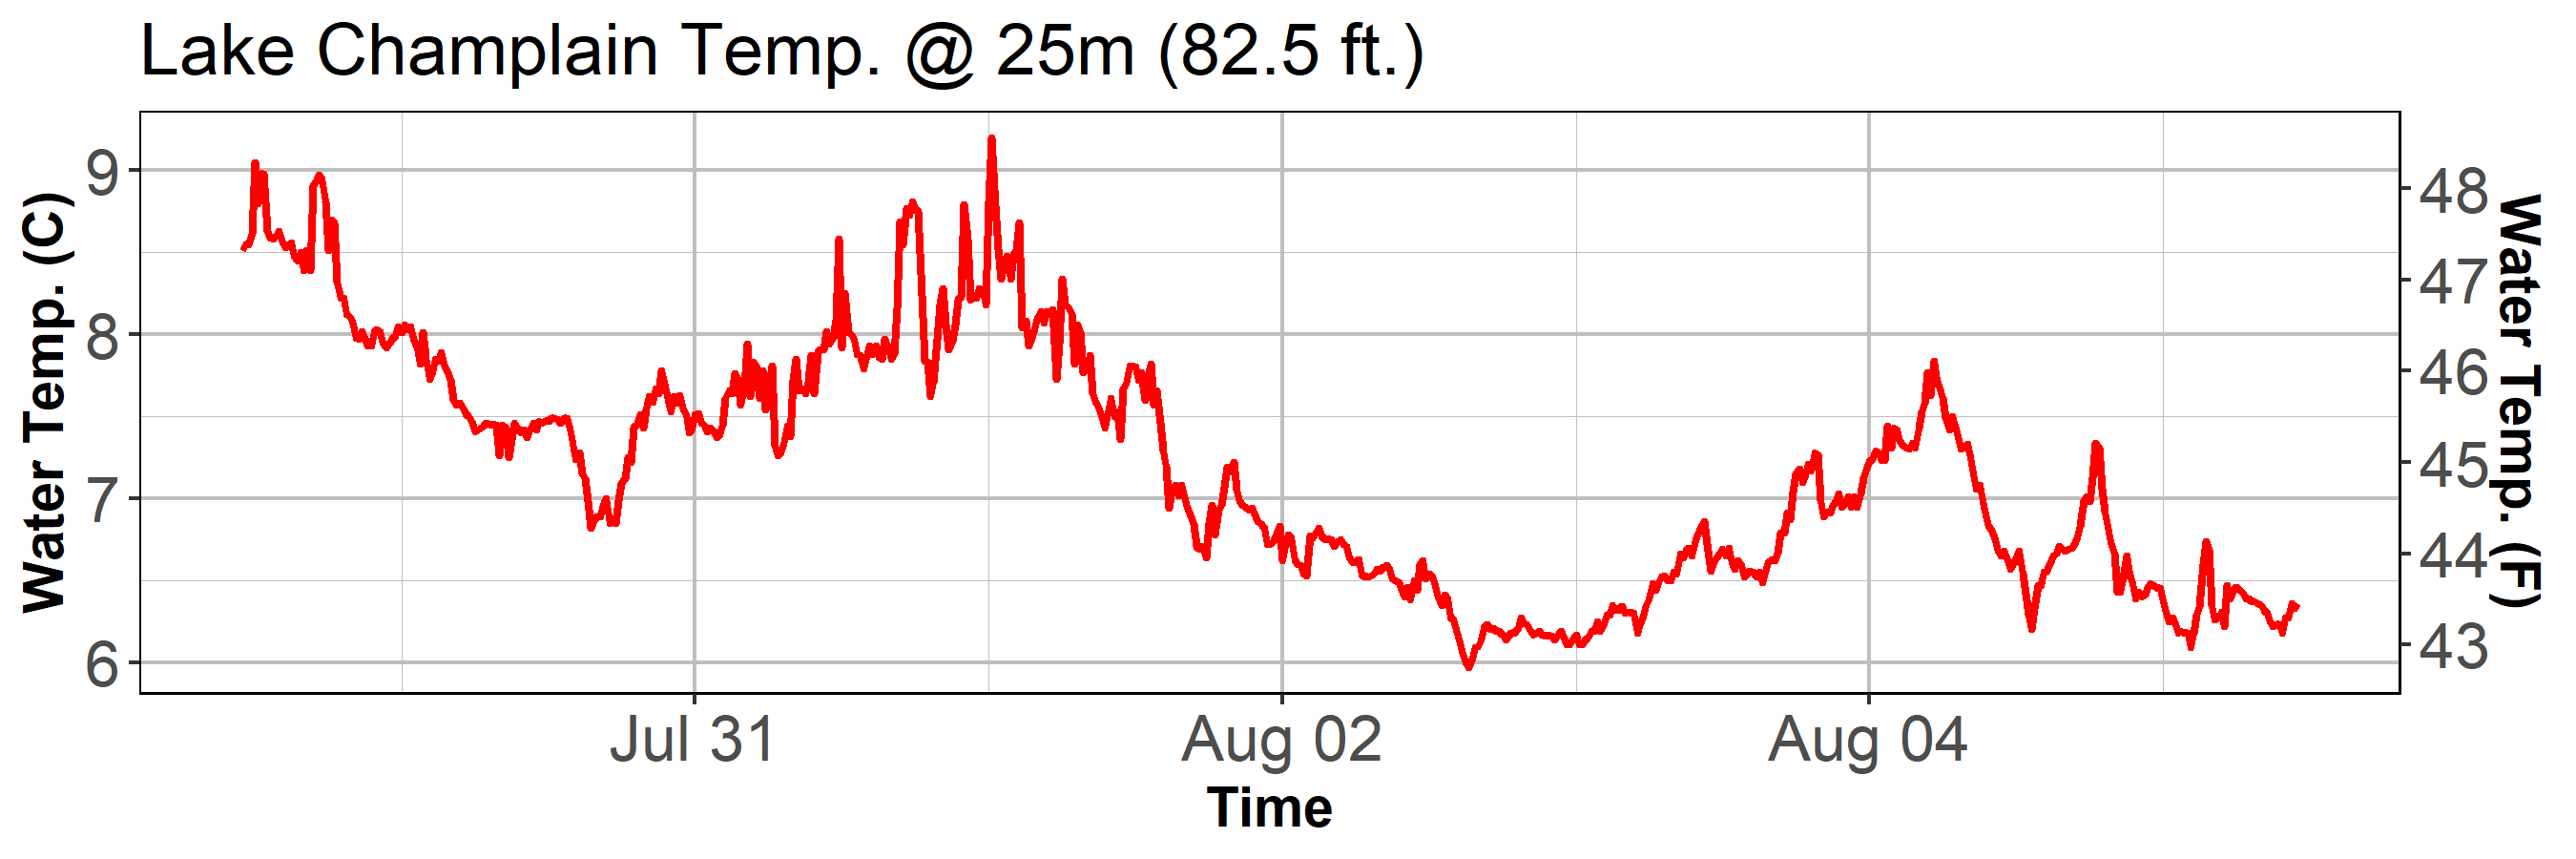 Lake Champlain Temp. @ 25m (82.5 ft.)
Water Temp. (C)
9
8
7
6
48
47
46
45
44
43
Water Temp. (F)
Jul 31
Aug 02
Aug 04
Time